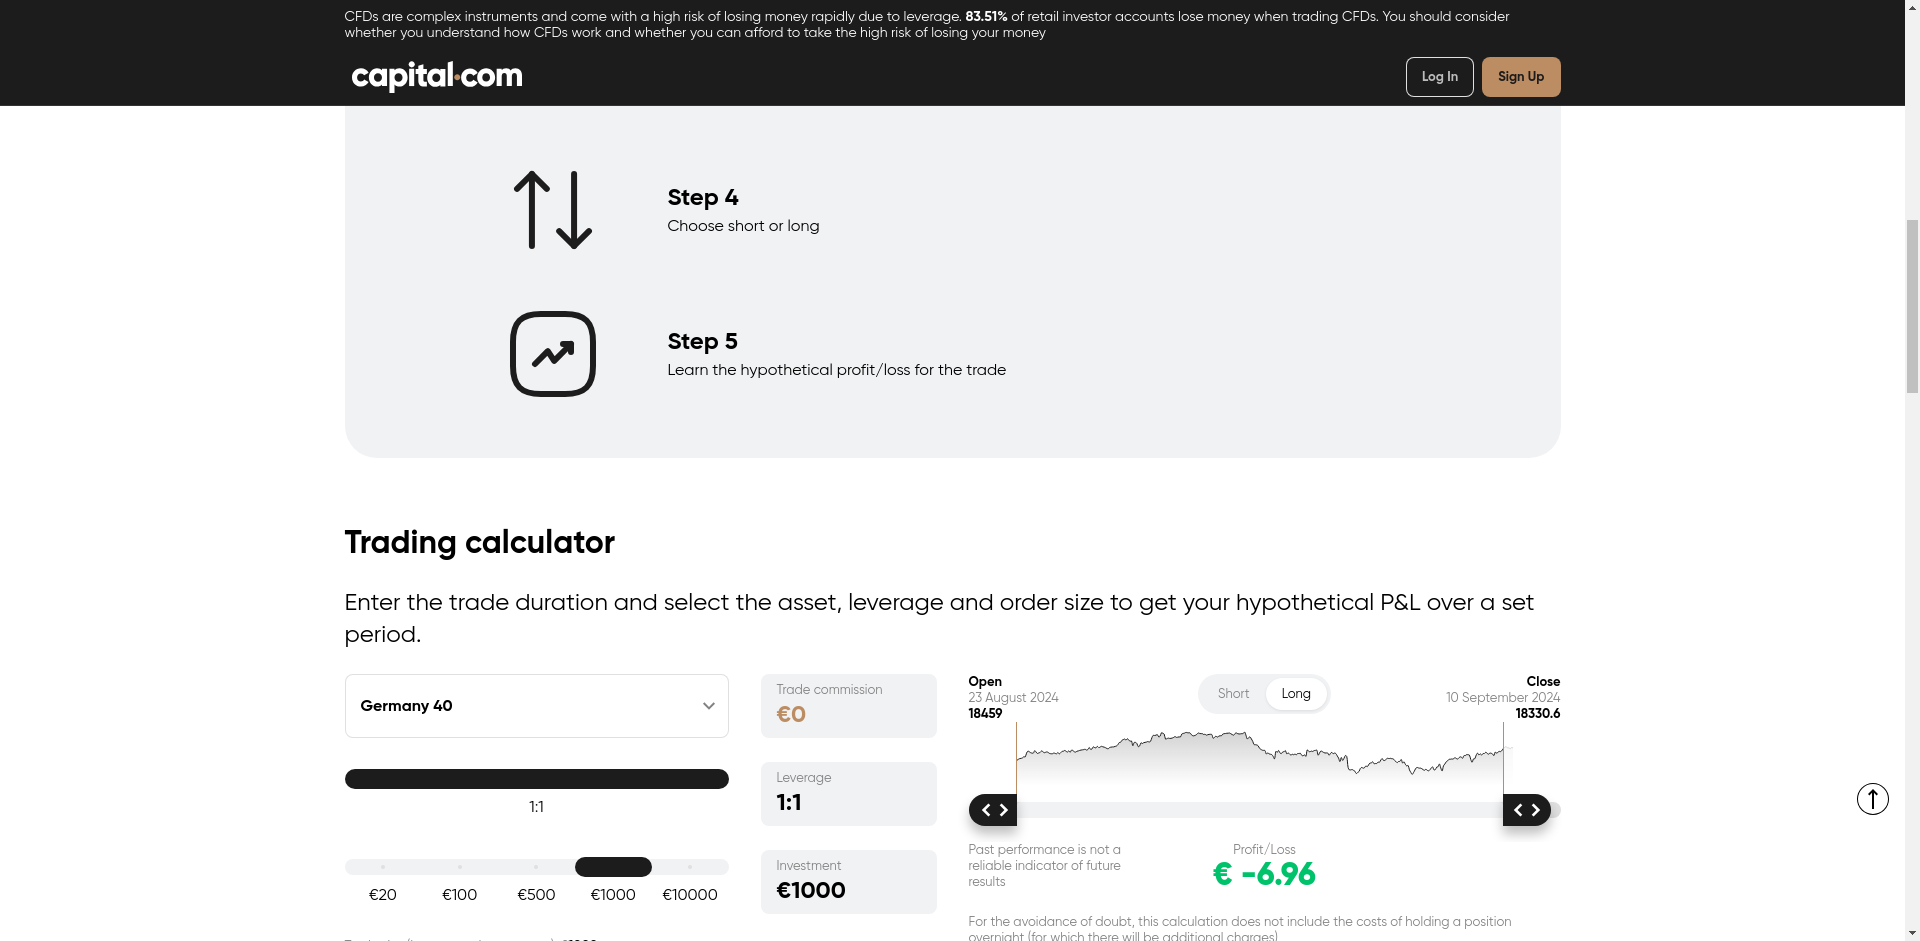 CFDs are complex instruments and come with a high risk of losing money rapidly due to leverage. 83.51% of retail investor accounts lose money when trading CFDs. You should consider
whether you understand how CFDs work and whether you can afford to take the high risk of losing your money
capital.com
Log In
Sign Up
Step 4
Choose short or long
Step 5
Learn the hypothetical profit/loss for the trade
Trading calculator
Enter the trade duration and select the asset, leverage and order size to get your hypothetical P&L over a set
period.
Germany 40
1:1
€20
€100
€500
€1000
€10000
Trade commission
€0
Leverage
1:1
Investment
€1000
Open
23 August 2024
18459
Short
Long
Close
10 September 2024
18330.6
Past performance is not a
reliable indicator of future
results
Profit/Loss
€ -6.96
For the avoidance of doubt, this calculation does not include the costs of holding a position
overnight (for which there will be additional charges)